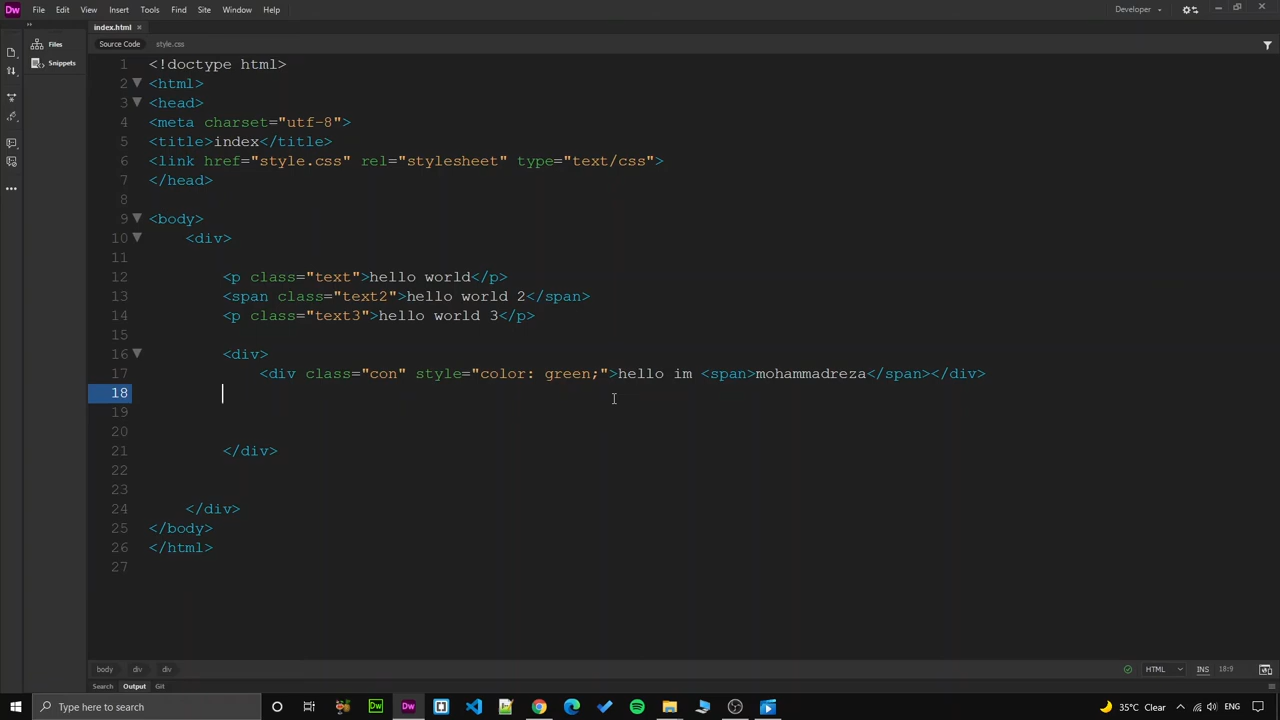 Dw File Edit View Insert Tools Find Site Window Help Developer
index.html
Files Source Code style.css
Snippets
1 <!doctype html>
2 <html>
3 <head>
4 <meta charset="utf-8">
5 <title>index</title>
6 <link href="style.css" rel="stylesheet" type="text/css">
7 </head>
8
9 <body>
10 <div>
11
12 <p class="text">hello world</p>
13 <span class="text2">hello world 2</span>
14 <p class="text3">hello world 3</p>
15
16 <div>
17 <div class="con" style="color: green;">hello im <span>mohammadreza</span></div>
18
19
20
21 </div>
22
23
24 </div>
25 </body>
26 </html>
27
body div div HTML INS 18:9
Search Output Git
Type here to search Dw Dw 35°C Clear ENG